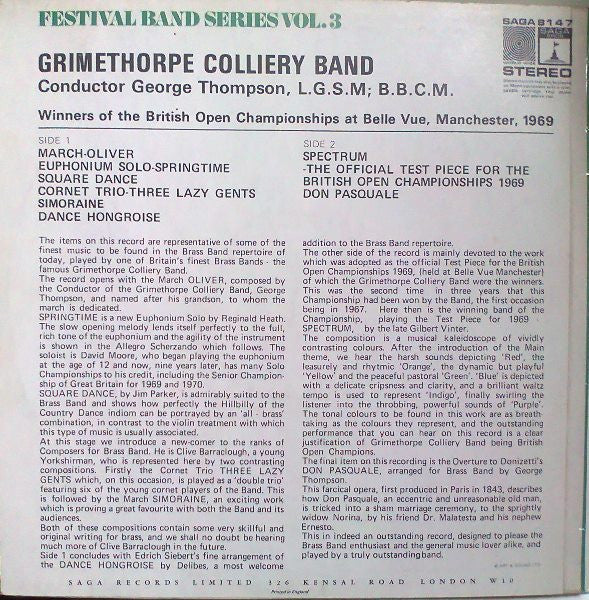 FESTIVAL BAND SERIES VOL. 3
SAGA 8147
STEREO
GRIMETHORPE COLLIERY BAND
Conductor George Thompson, L.G.S.M; B.B.C.M.
Winners of the British Open Championships at Belle Vue, Manchester, 1969
SIDE 1
MARCH-OLIVER
EUPHONIUM SOLO-SPRINGTIME
SQUARE DANCE
CORNET TRIO-THREE LAZY GENTS
SIMORAINE
DANCE HONGROISE
SIDE 2
SPECTRUM
-THE OFFICIAL TEST PIECE FOR THE
BRITISH OPEN CHAMPIONSHIPS 1969
DON PASQUALE
The items on this record are representative of some of the
finest music to be found in the Brass Band repertoire of
today, played by one of Britain's finest Brass Bands - the
famous Grimethorpe Colliery Band.
The record opens with the March OLIVER, composed by
the Conductor of the Grimethorpe Colliery Band, George
Thompson, and named after his grandson, to whom the
march is dedicated.
SPRINGTIME is a new Euphonium Solo by Reginald Heath.
The slow opening melody lends itself perfectly to the full,
rich tone of the euphonium and the agility of the instrument
is shown in the Allegro Scherzando which follows. The
soloist is David Moore, who began playing the euphonium
at the age of 12 and now, nine years later, has many Solo
Championships to his credit, including the Senior Champion-
ship of Great Britain for 1969 and 1970.
SQUARE DANCE, by Jim Parker, is admirably suited to the
Brass Band and shows how perfectly the Hillbilly of the
Country Dance indiom can be portrayed by an 'all - brass'
combination, in contrast to the violin treatment with which
this type of music is usually associated.
At this stage we introduce a new-comer to the ranks of
Composers for Brass Band. He is Clive Barraclough, a young
Yorkshirman, who is represented here by two contrasting
compositions. Firstly the Cornet Trio THREE LAZY
GENTS which, on this occasion, is played as a 'double trio'
featuring six of the young cornet players of the Band. This
is followed by the March SIMORAINE, an exciting work
which is proving a great favourite with both the Band and its
audiences.
Both of these compositions contain some very skillful and
original writing for brass, and we shall no doubt be hearing
much more of Clive Barraclough in the future.
Side 1 concludes with Edrich Siebert's fine arrangement of
the DANCE HONGROISE by Delibes, a most welcome
addition to the Brass Band repertoire.
The other side of the record is mainly devoted to the work
which was adopted as the official Test Piece for the British
Open Championships 1969, (held at Belle Vue Manchester)
of which the Grimethorpe Colliery Band were the winners.
This was the second time in three years that this
Championship had been won by the Band, the first occasion
being in 1967. Here then is the winning band of the
Championship, playing the Test Piece for 1969 -
SPECTRUM, by the late Gilbert Vinter.
The composition is a musical kaleidoscope of vividly
contrasting colours. After the introduction of the Main
theme, we hear the harsh sounds depicting 'Red', the
leasurely and rhytmic 'Orange', the dynamic but playful
'Yellow' and the peaceful pastoral 'Green'. 'Blue' is depicted
with a delicate cripsness and clarity, and a brilliant waltz
tempo is used to represent 'Indigo', finally swirling the
listener into the throbbing, powerful sounds of 'Purple'.
The tonal colours to be found in this work are as breath-
taking as the colours they represent, and the outstanding
performance that you can hear on this record is a clear
justification of Grimethorpe Colliery Band being British
Open Champions.
The final item on this recording is the Overture to Donizetti's
DON PASQUALE, arranged for Brass Band by George
Thompson.
This farcical opera, first produced in Paris in 1843, describes
how Don Pasquale, an eccentric and unreasonable old man,
is tricked into a sham marriage ceremony, to the sprightly
widow Norina, by his friend Dr. Malatesta and his nephew
Ernesto.
This in indeed an outstanding record, designed to please the
Brass Band enthusiast and the general music lover alike, and
played by a truly outstanding band.
SAGA RECORDS LIMITED 326 KENSAL ROAD LONDON W10
Printed in England